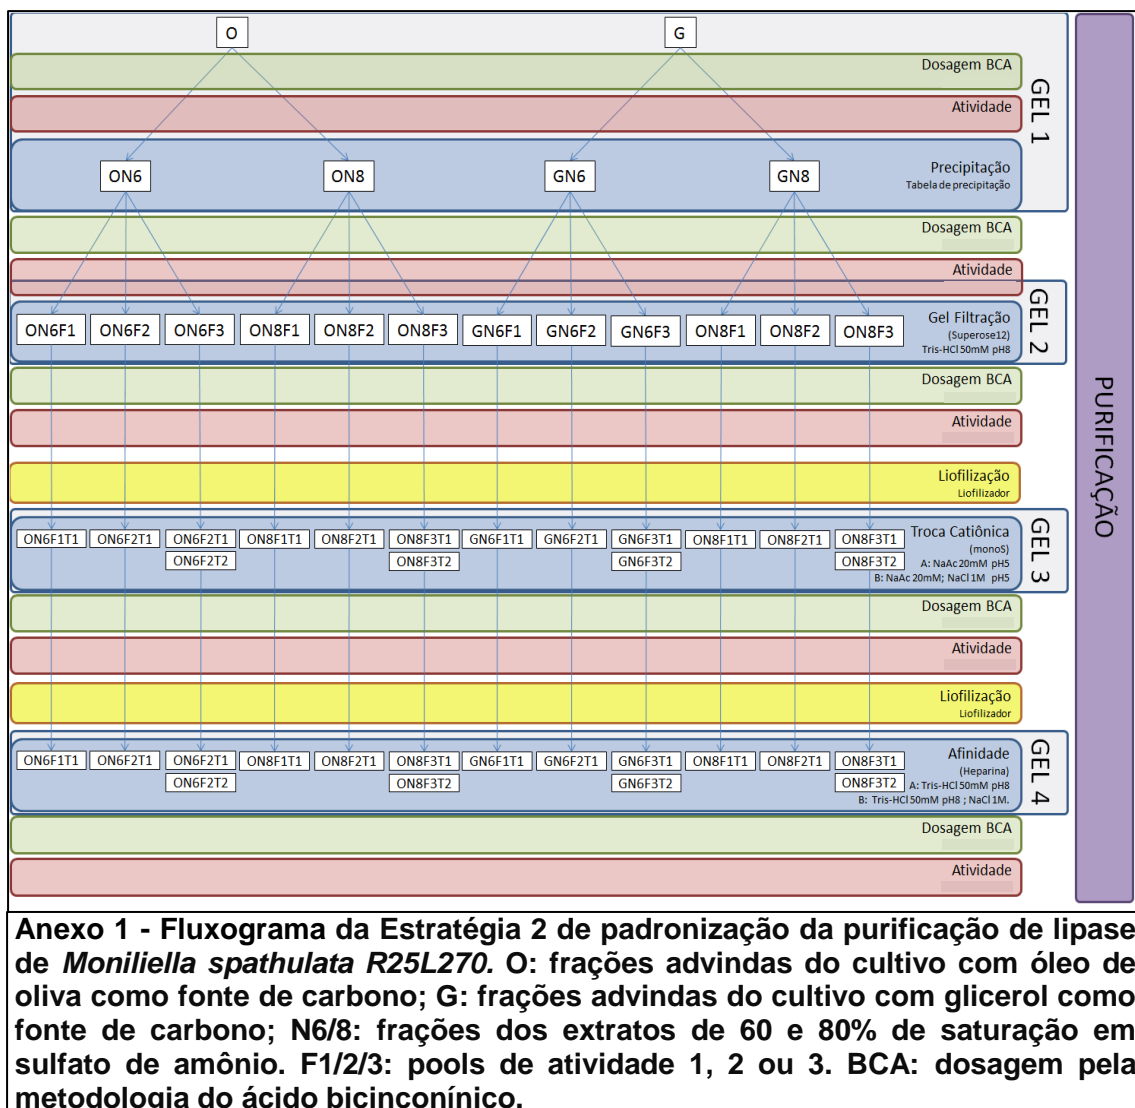 O G
Dosagem BCA
Atividade
GEL 1
ON6 ON8 GN6 GN8
Precipitação
Tabela de precipitação
Dosagem BCA
Atividade
ON6F1 ON6F2 ON6F3 ON8F1 ON8F2 ON8F3 GN6F1 GN6F2 GN6F3 ON8F1 ON8F2 ON8F3
Gel Filtração
(Superose12)
Tris-HCl 50mM pH8
GEL 2
Dosagem BCA
Atividade
PURIFICAÇÃO
Liofilização
Liofilizador
ON6F1T1 ON6F2T1 ON6F2T1 ON8F1T1 ON8F2T1 ON8F3T1 GN6F1T1 GN6F2T1 GN6F3T1 ON8F1T1 ON8F2T1 ON8F3T1
ON6F2T2 ON8F3T2 GN6F3T2 ON8F3T2
Troca Catiônica
(monoS)
A: NaAc 20mM pH5
B: NaAc 20mM; NaCl 1M pH5
GEL 3
Dosagem BCA
Atividade
Liofilização
Liofilizador
ON6F1T1 ON6F2T1 ON6F2T1 ON8F1T1 ON8F2T1 ON8F3T1 GN6F1T1 GN6F2T1 GN6F3T1 ON8F1T1 ON8F2T1 ON8F3T1
ON6F2T2 ON8F3T2 GN6F3T2 ON8F3T2
Afinidade
(Heparina)
A: Tris-HCl 50mM pH8
B: Tris-HCl 50mM pH8 ; NaCl 1M.
GEL 4
Dosagem BCA
Atividade
Anexo 1 - Fluxograma da Estratégia 2 de padronização da purificação de lipase
de Moniliella spathulata R25L270. O: frações advindas do cultivo com óleo de
oliva como fonte de carbono; G: frações advindas do cultivo com glicerol como
fonte de carbono; N6/8: frações dos extratos de 60 e 80% de saturação em
sulfato de amônio. F1/2/3: pools de atividade 1, 2 ou 3. BCA: dosagem pela
metodologia do ácido bicinconínico.